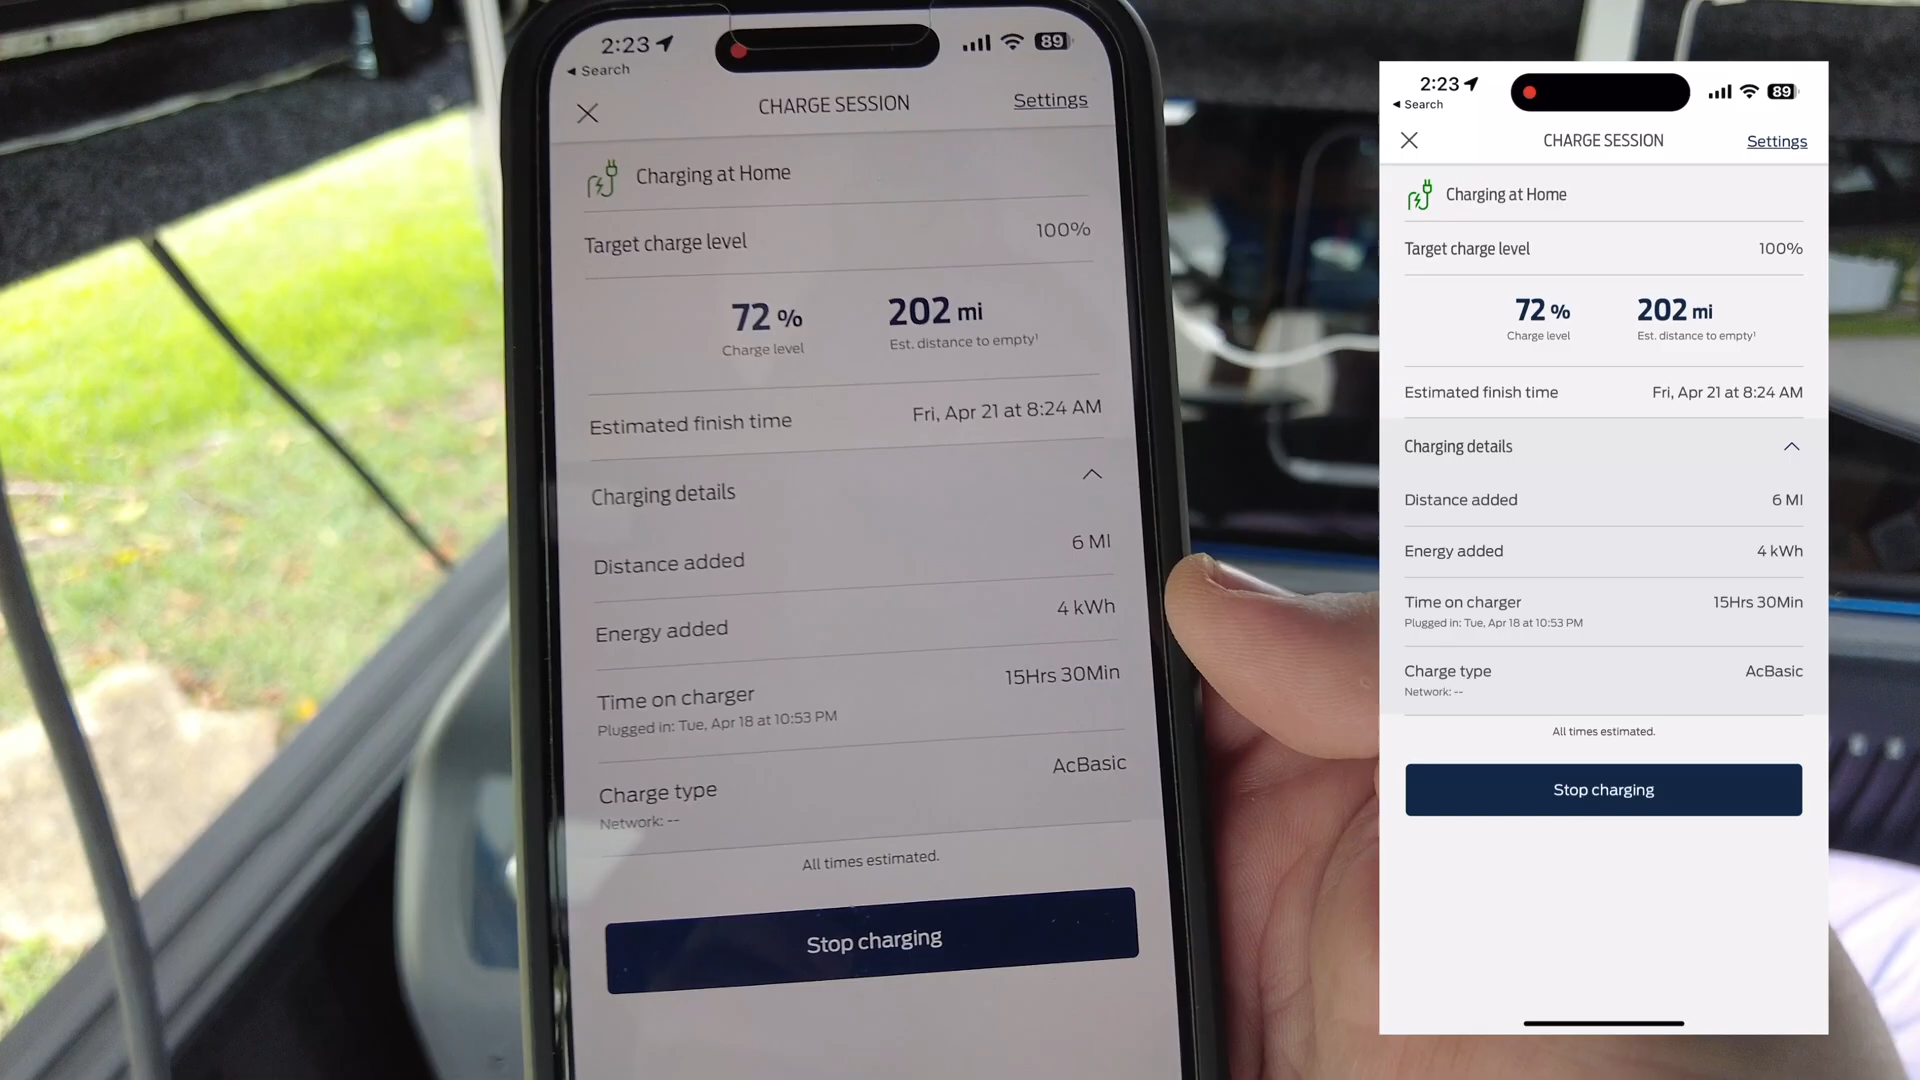 2:23
89
Search
CHARGE SESSION
Settings
Charging at Home
Target charge level 100%
72 % 202 mi
Charge level Est. distance to empty¹
Estimated finish time Fri, Apr 21 at 8:24 AM
Charging details
Distance added 6 MI
Energy added 4 kWh
Time on charger 15Hrs 30Min
Plugged in: Tue, Apr 18 at 10:53 PM
Charge type AcBasic
Network: --
All times estimated.
Stop charging
2:23
89
Search
CHARGE SESSION
Settings
Charging at Home
Target charge level 100%
72 % 202 mi
Charge level Est. distance to empty¹
Estimated finish time Fri, Apr 21 at 8:24 AM
Charging details
Distance added 6 MI
Energy added 4 kWh
Time on charger 15Hrs 30Min
Plugged in: Tue, Apr 18 at 10:53 PM
Charge type AcBasic
Network: --
All times estimated.
Stop charging